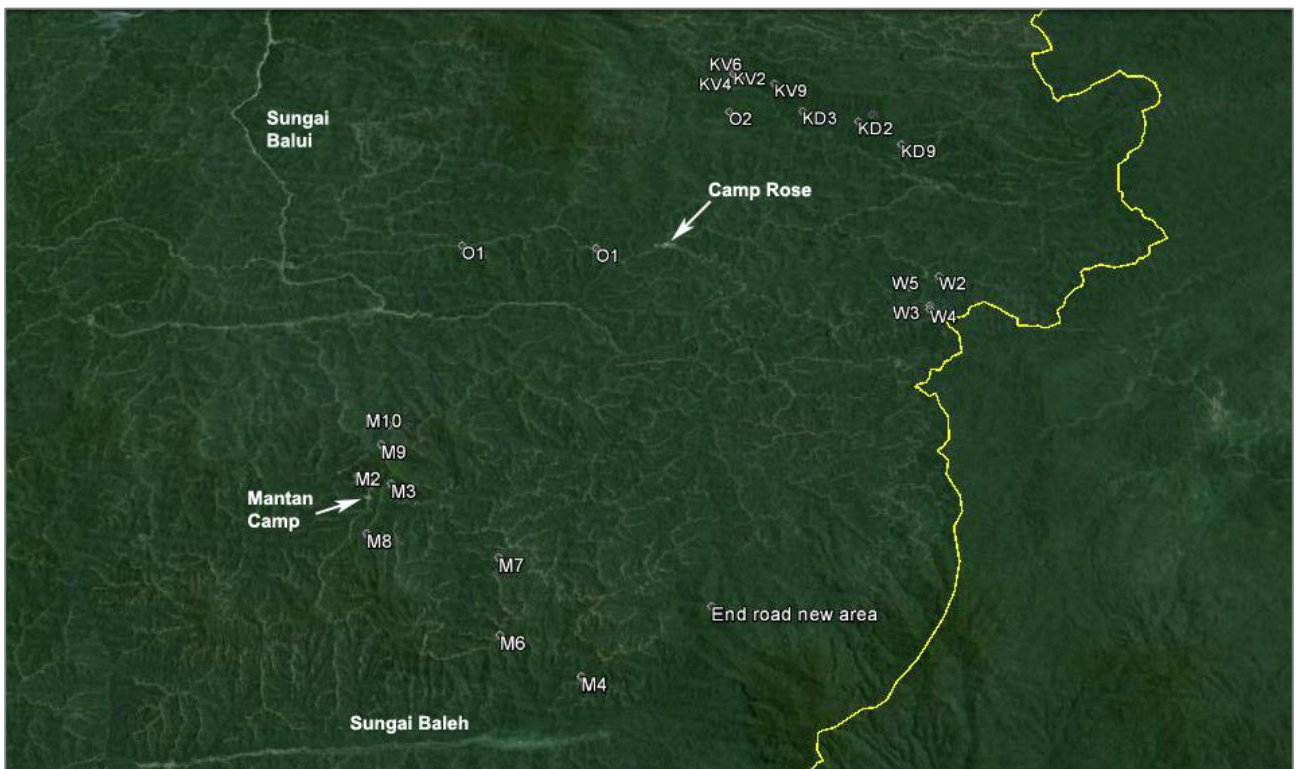 KV6
KV4 KV2
KV9
Sungai
Balui
O2
KD3
KD2
KD9
Camp Rose
O1
O1
W5 W2
W3 W4
M10
M9
M2
M3
Mantan
Camp
M8
M7
End road new area
M6
M4
Sungai Baleh